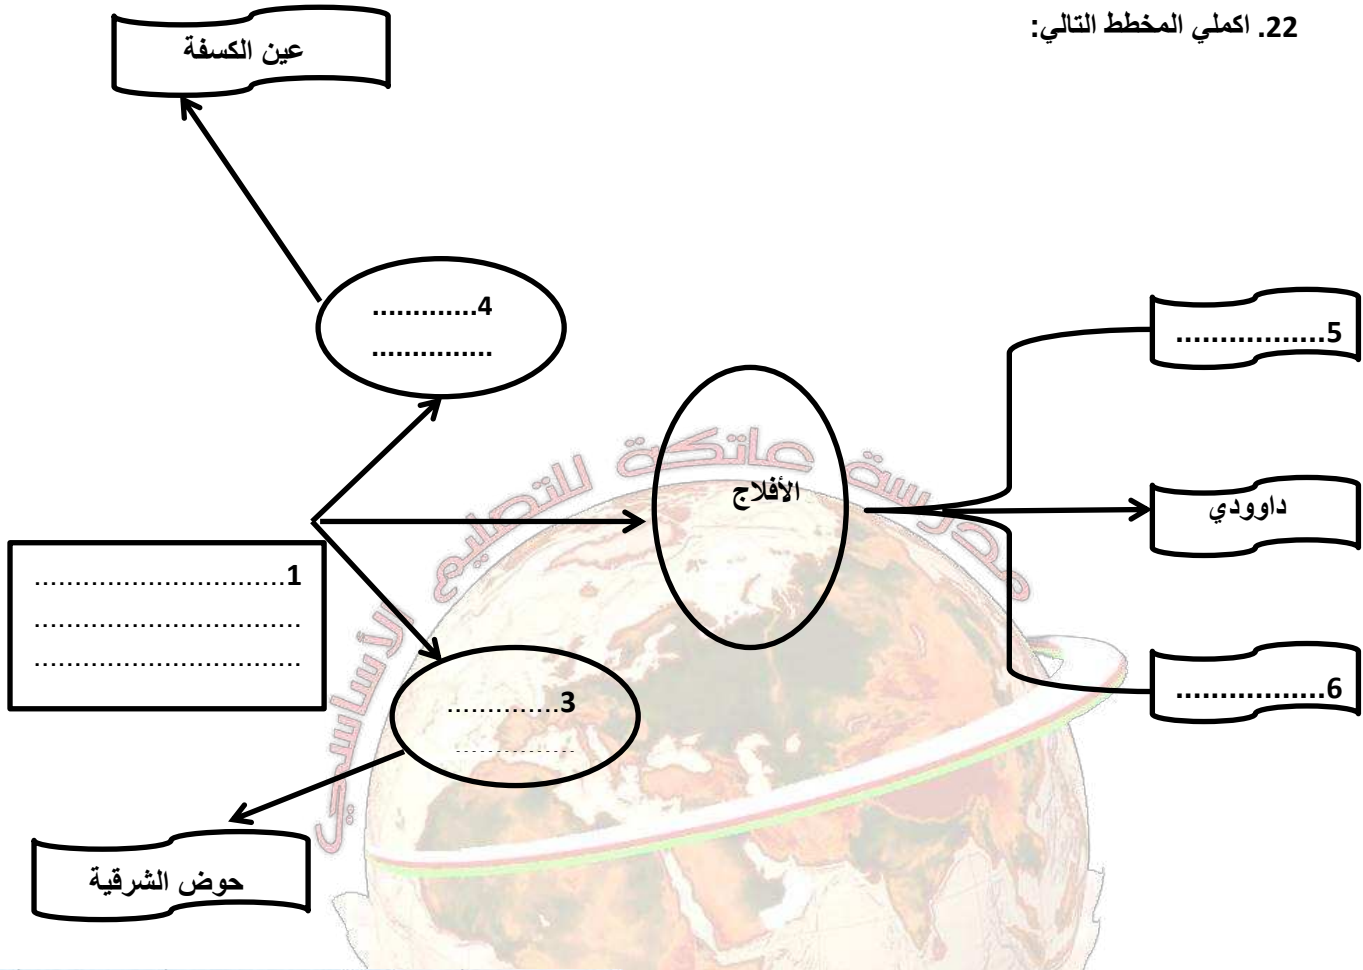 22. اكملي المخطط التالي:
عين الكسفة
4.............
...............
5.................
الأفلاج
داوودي
1...............................
.................................
.................................
3..............
...............
6.................
حوض الشرقية
مدرسة عاتكة للتعليم الأساسي